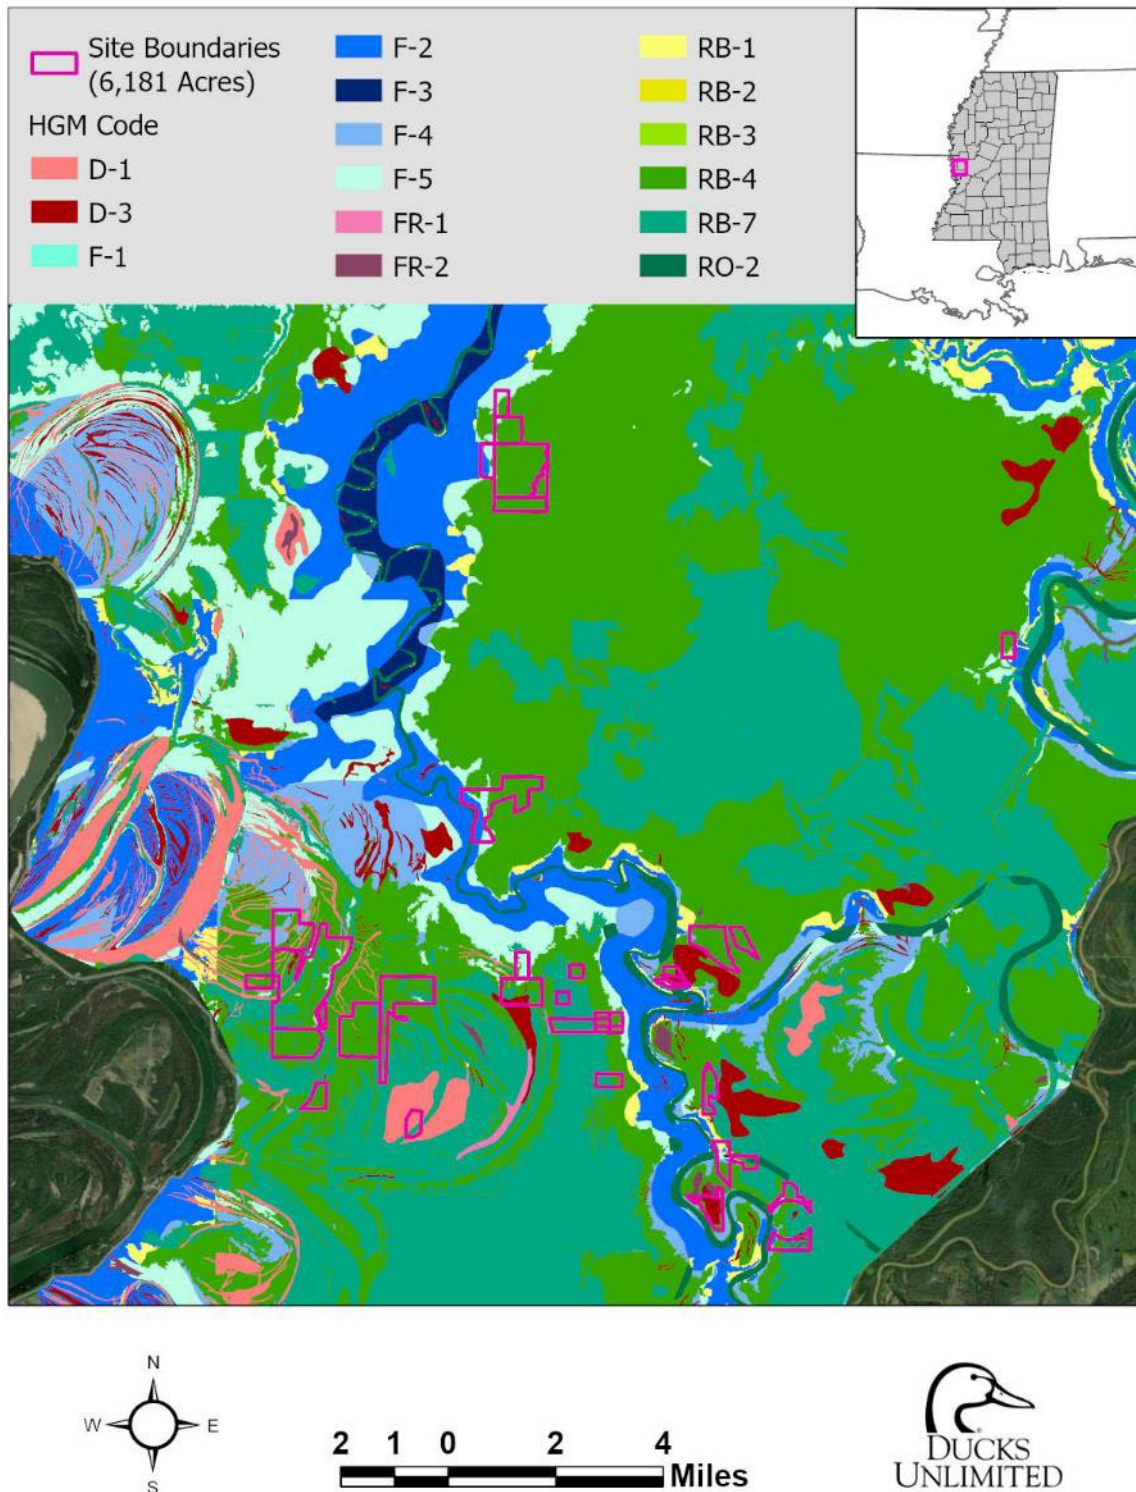 Site Boundaries
(6,181 Acres)
HGM Code
D-1
D-3
F-1
F-2
F-3
F-4
F-5
FR-1
FR-2
RB-1
RB-2
RB-3
RB-4
RB-7
RO-2
N
W E
S
2 1 0 2 4
Miles
DUCKS
UNLIMITED